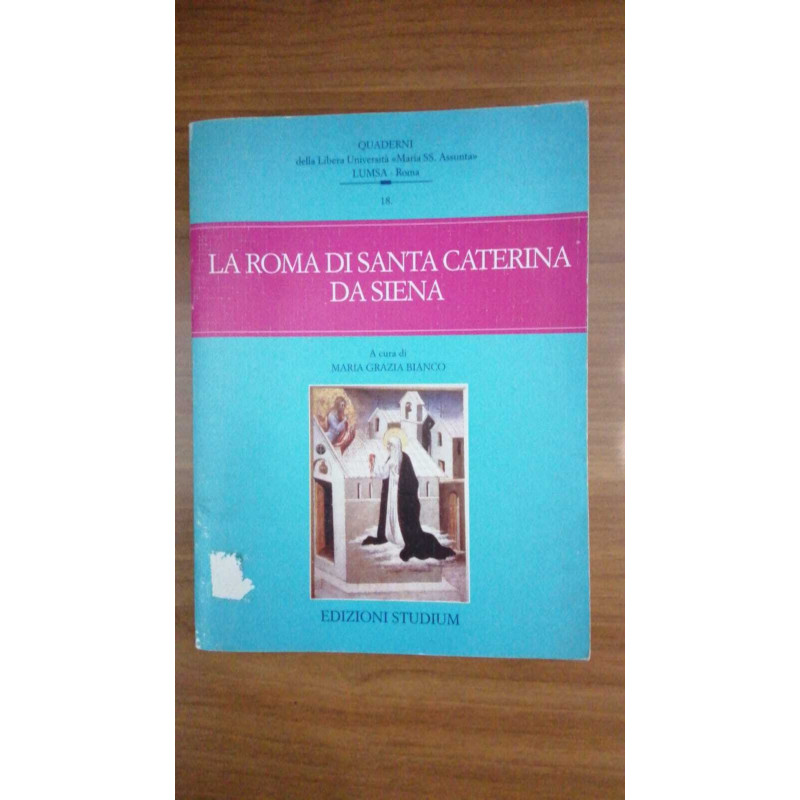 QUADERNI
della Libera Università «Maria SS. Assunta»
LUMSA - Roma
18.
LA ROMA DI SANTA CATERINA
DA SIENA
A cura di
MARIA GRAZIA BIANCO
EDIZIONI STUDIUM